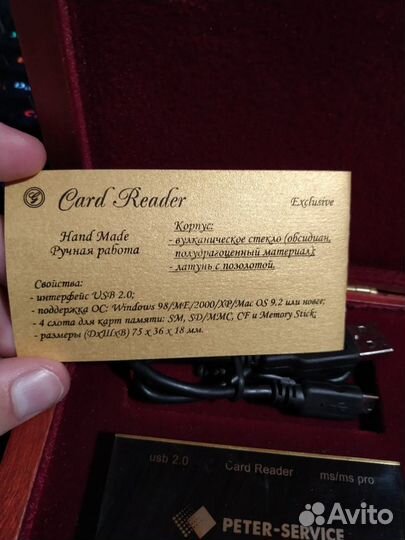 Card Reader
Exclusive
Hand Made
Ручная работа
Корпус:
- вулканическое стекло (обсидиан,
полудрагоценный материал);
- латунь с позолотой.
Свойства:
- интерфейс USB 2.0;
- поддержка ОС: Windows 98/ME/2000/XP/Mac OS 9.2 или новее;
- 4 слота для карт памяти: SM, SD/MMC, CF и Memory Stick;
- размеры (ДхШхВ) 75 x 36 x 18 мм.
usb 2.0
Card Reader
ms/ms pro
PETER-SERVICE
Avito